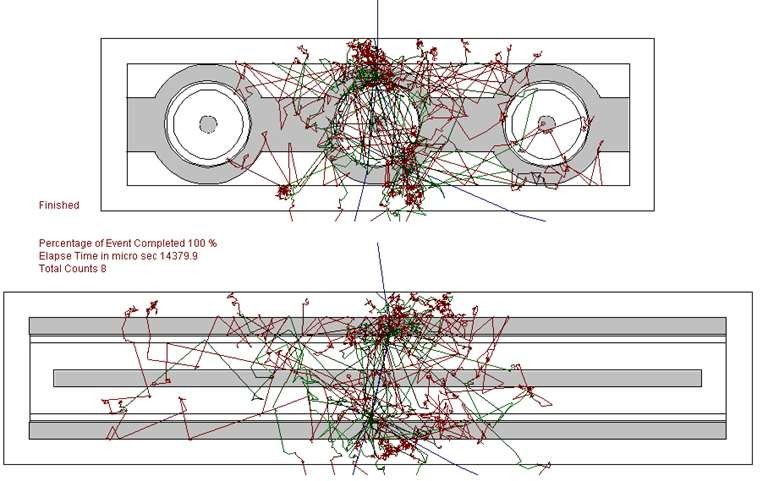 Finished
Percentage of Event Completed 100 %
Elapse Time in micro sec 14379.9
Total Counts 8